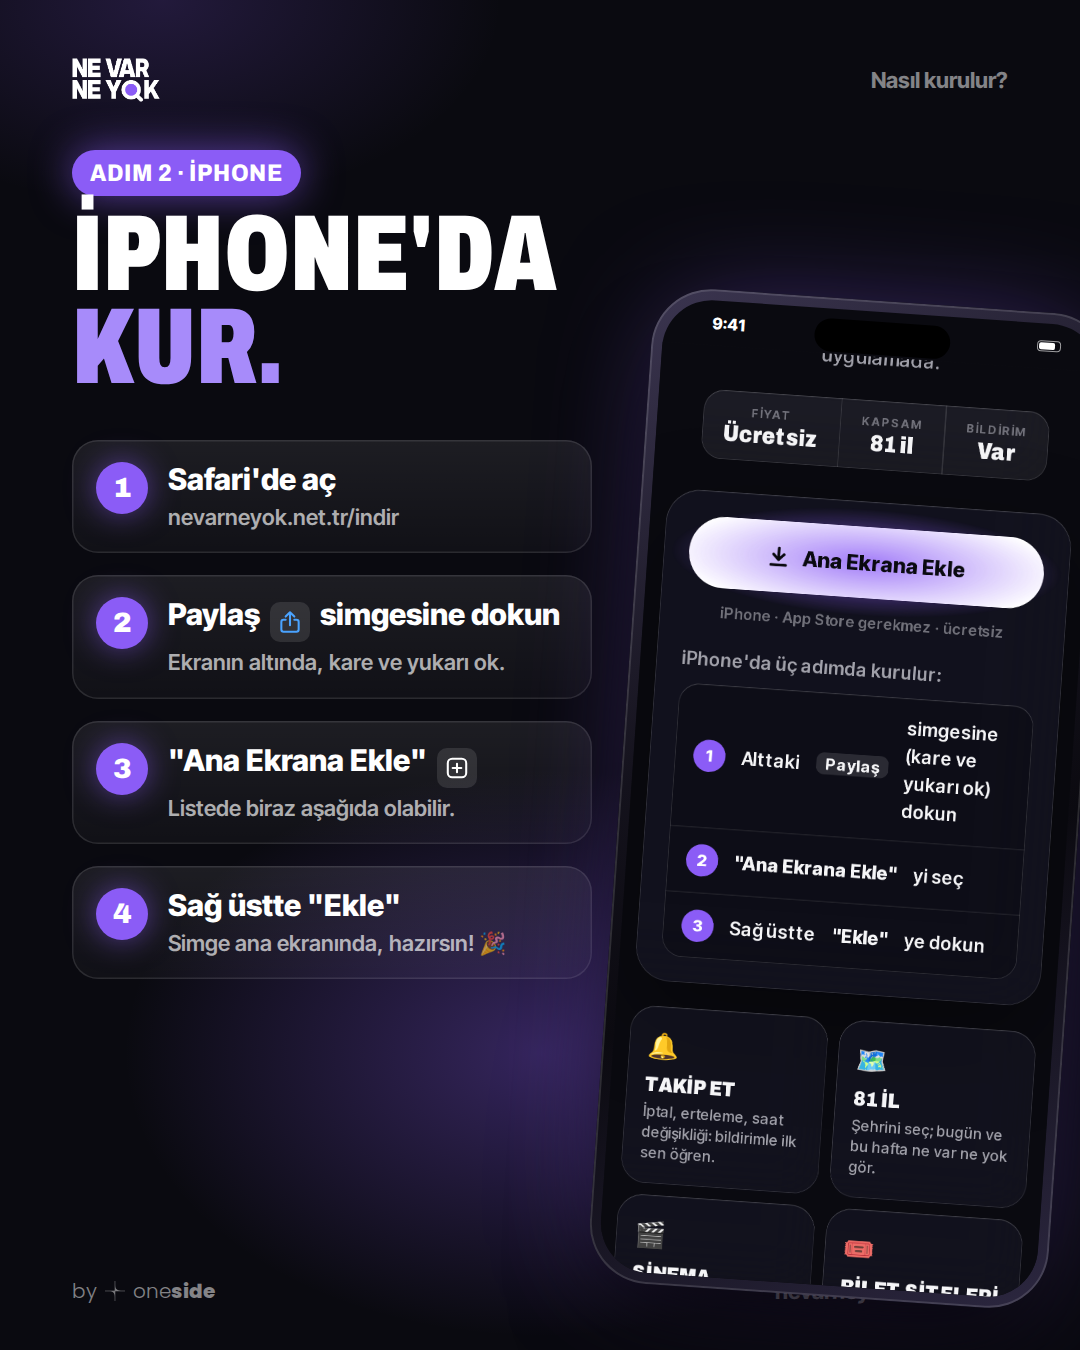 NE VAR
NE YOK
Nasıl kurulur?
ADIM 2 · İPHONE
İPHONE'DA
KUR.
1
Safari'de aç
nevarneyok.net.tr/indir
2
Paylaş simgesine dokun
Ekranın altında, kare ve yukarı ok.
3
"Ana Ekrana Ekle"
Listede biraz aşağıda olabilir.
4
Sağ üstte "Ekle"
Simge ana ekranında, hazırsın! 🎉
9:41
uygulamada.
FİYAT
Ücretsiz
KAPSAM
81 il
BİLDİRİM
Var
Ana Ekrana Ekle
iPhone · App Store gerekmez · ücretsiz
iPhone'da üç adımda kurulur:
1 Alttaki Paylaş simgesine
(kare ve
yukarı ok)
dokun
2 "Ana Ekrana Ekle" yi seç
3 Sağ üstte "Ekle" ye dokun
TAKİP ET
İptal, erteleme, saat
değişikliği: bildirimle ilk
sen öğren.
81 İL
Şehrini seç; bugün ve
bu hafta ne var ne yok
gör.
SİNEMA
BİLET SİTELERİ
by oneside